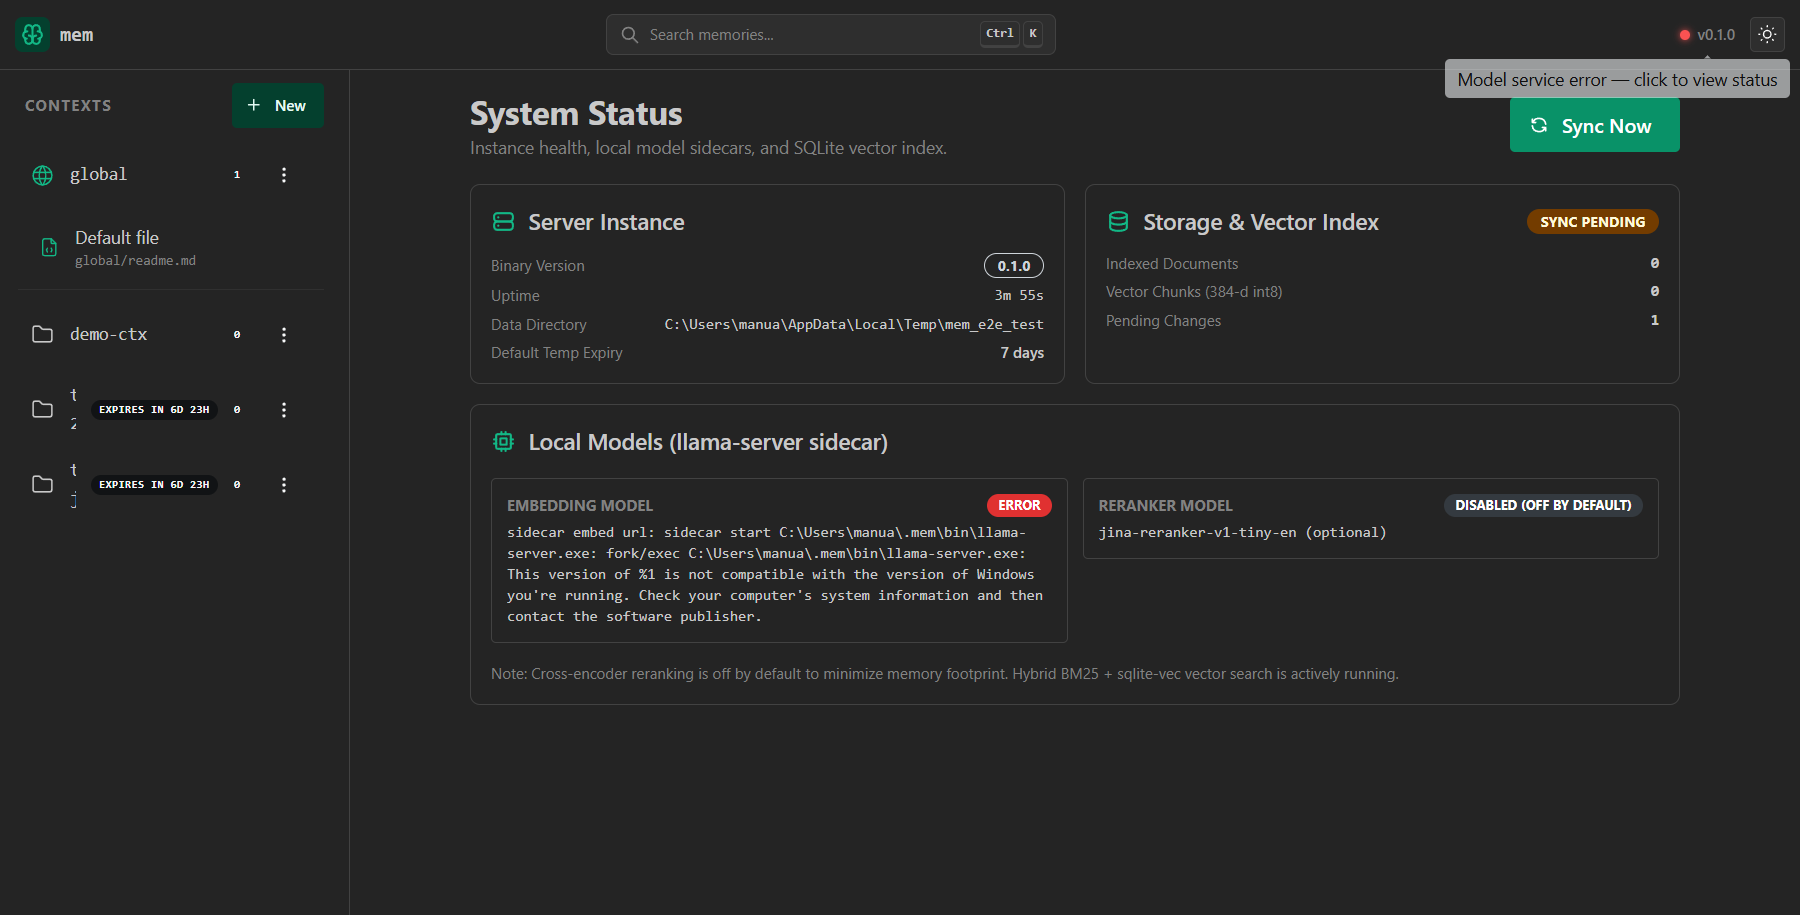 mem
Search memories...
Ctrl K
v0.1.0
Model service error — click to view status
CONTEXTS
+ New
global 1
Default file
global/readme.md
demo-ctx 0
t
2
EXPIRES IN 6D 23H 0
t
EXPIRES IN 6D 23H 0
System Status
Instance health, local model sidecars, and SQLite vector index.
Sync Now
Server Instance
Binary Version 0.1.0
Uptime 3m 55s
Data Directory C:\Users\manua\AppData\Local\Temp\mem_e2e_test
Default Temp Expiry 7 days
Storage & Vector Index SYNC PENDING
Indexed Documents 0
Vector Chunks (384-d int8) 0
Pending Changes 1
Local Models (llama-server sidecar)
EMBEDDING MODEL ERROR
sidecar embed url: sidecar start C:\Users\manua\.mem\bin\llama-
server.exe: fork/exec C:\Users\manua\.mem\bin\llama-server.exe:
This version of %1 is not compatible with the version of Windows
you're running. Check your computer's system information and then
contact the software publisher.
RERANKER MODEL DISABLED (OFF BY DEFAULT)
jina-reranker-v1-tiny-en (optional)
Note: Cross-encoder reranking is off by default to minimize memory footprint. Hybrid BM25 + sqlite-vec vector search is actively running.